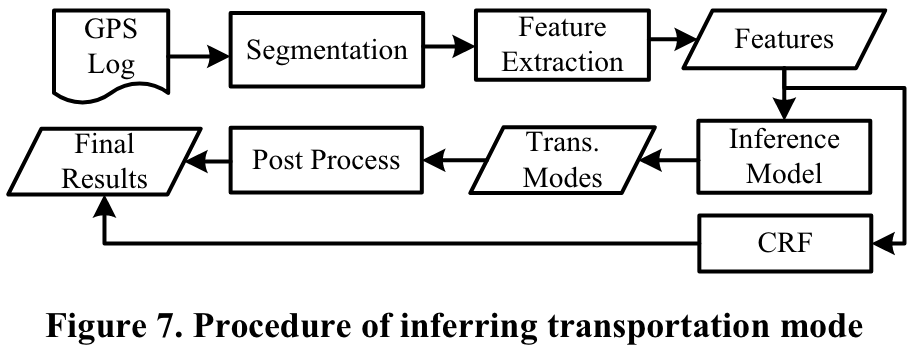 GPS
Log
Segmentation
Feature
Extraction
Features
Inference
Model
Trans.
Modes
Post Process
Final
Results
CRF
Figure 7. Procedure of inferring transportation mode